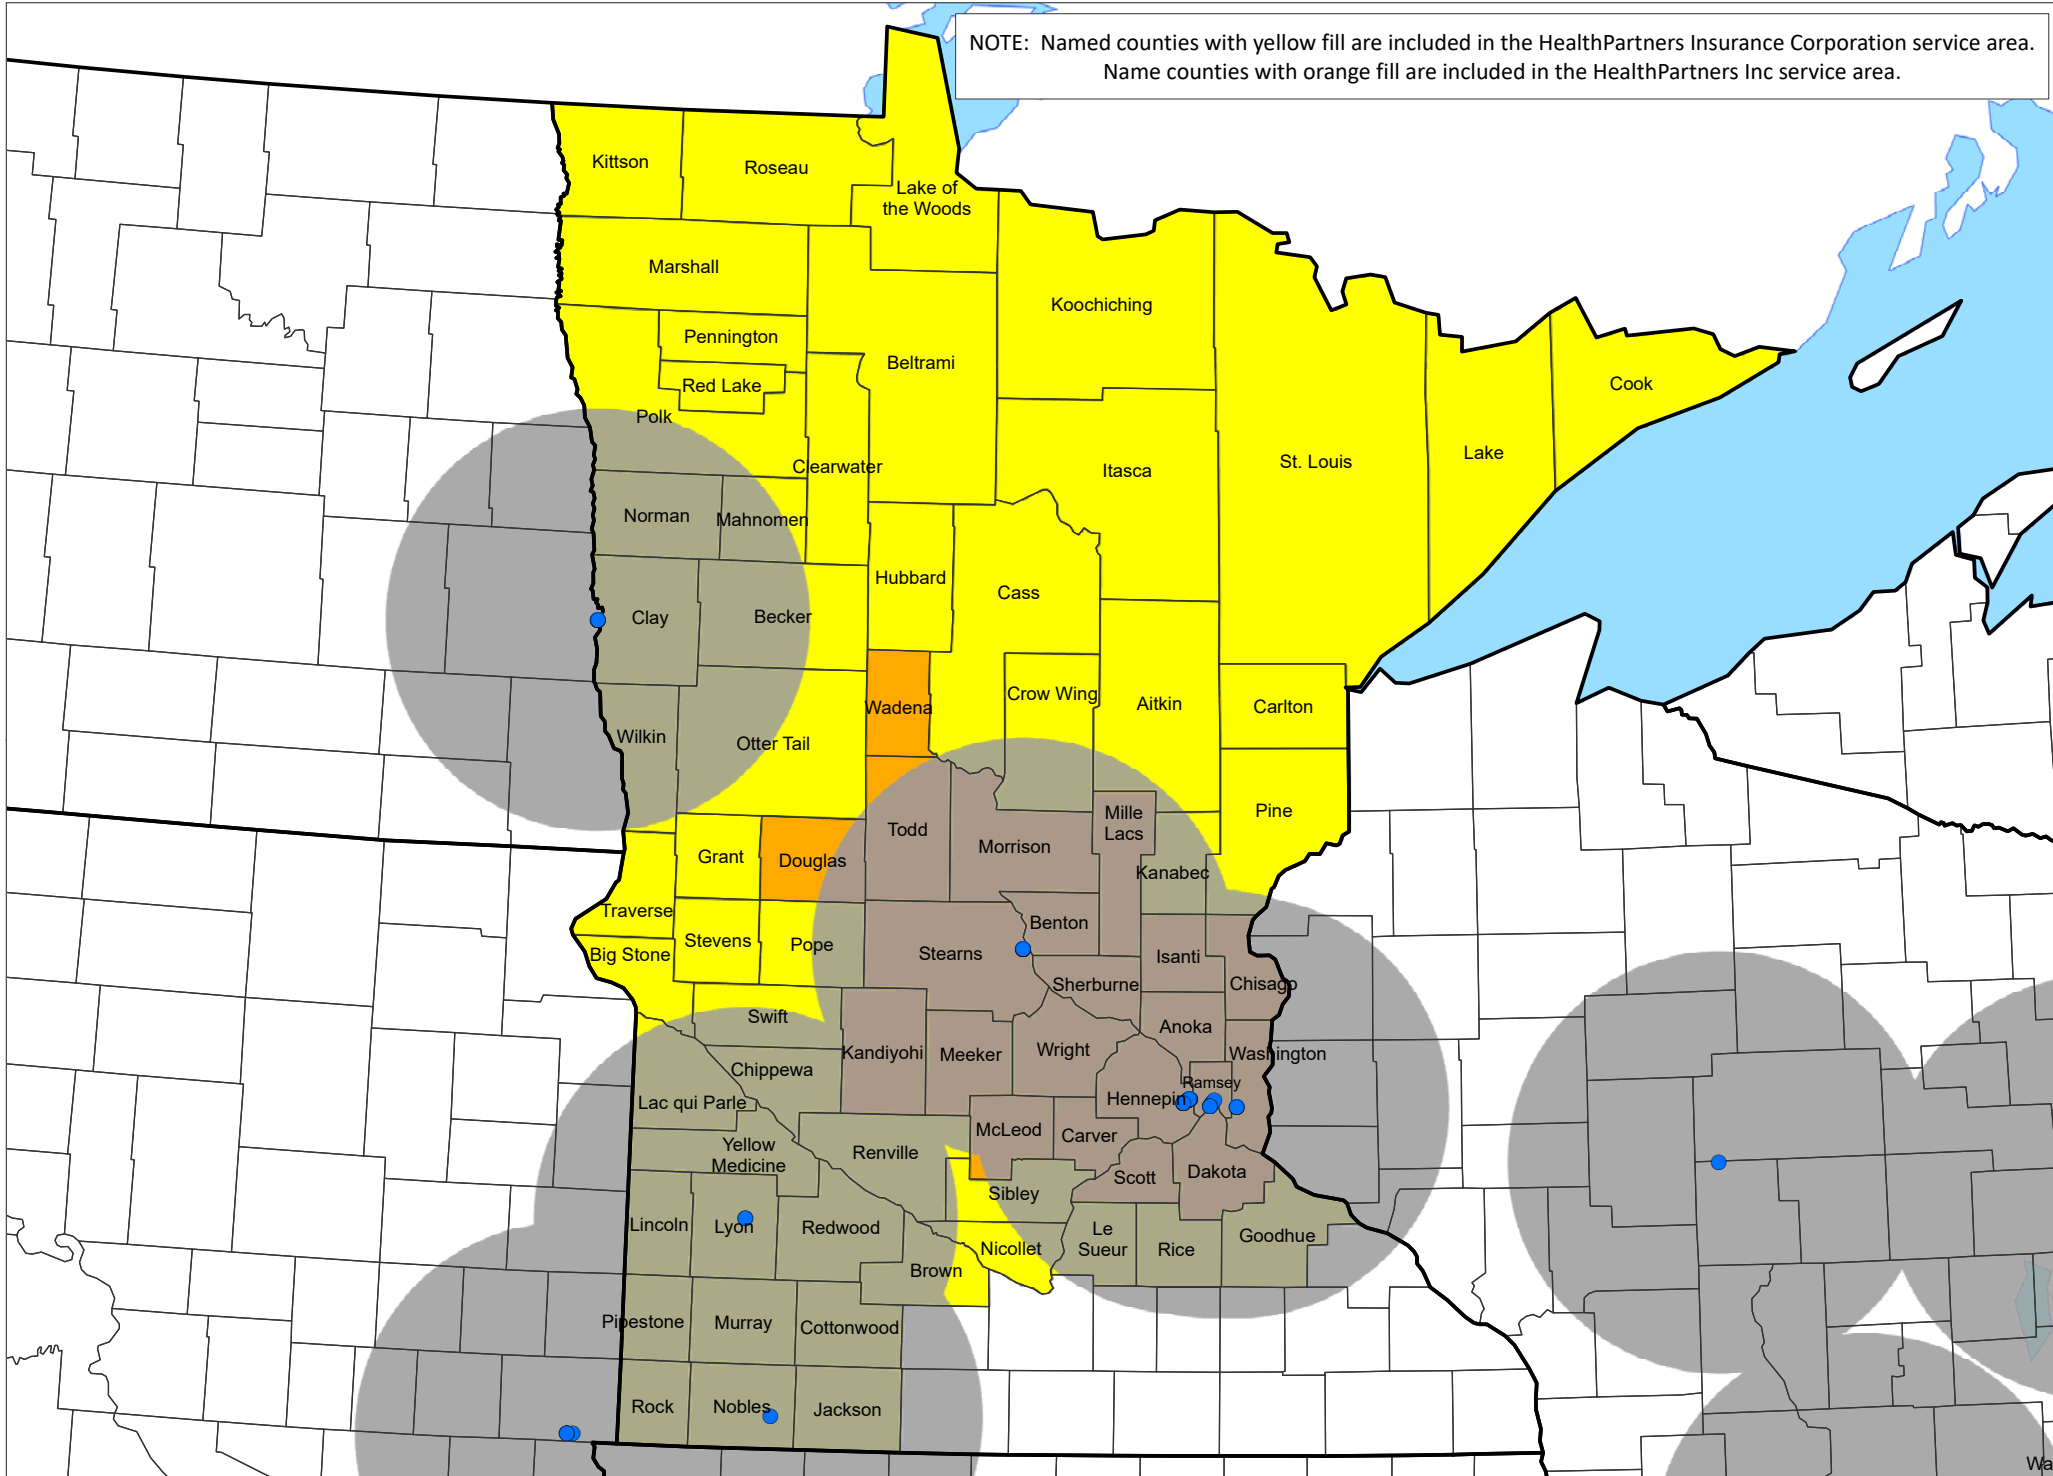 NOTE:  Named counties with yellow fill are included in the HealthPartners Insurance Corporation service area.
Name counties with orange fill are included in the HealthPartners Inc service area.
Kittson
Roseau
Lake of
the Woods
Marshall
Koochiching
Pennington
Beltrami
Red Lake
Cook
Polk
Clearwater
Itasca
St. Louis
Lake
Norman
Mahnomen
Hubbard
Cass
Clay
Becker
Wadena
Crow Wing
Aitkin
Carlton
Wilkin
Otter Tail
Pine
Mille
Lacs
Todd
Morrison
Grant
Douglas
Kanabec
Traverse
Benton
Stevens
Pope
Big Stone
Stearns
Isanti
Sherburne
Chisago
Swift
Anoka
Kandiyohi
Meeker
Wright
Washington
Chippewa
Ramsey
Lac qui Parle
Hennepin
McLeod
Carver
Yellow
Medicine
Renville
Scott
Dakota
Sibley
Lincoln
Lyon
Redwood
Le
Sueur
Rice
Goodhue
Nicollet
Brown
Pipestone
Murray
Cottonwood
Rock
Nobles
Jackson
Wa